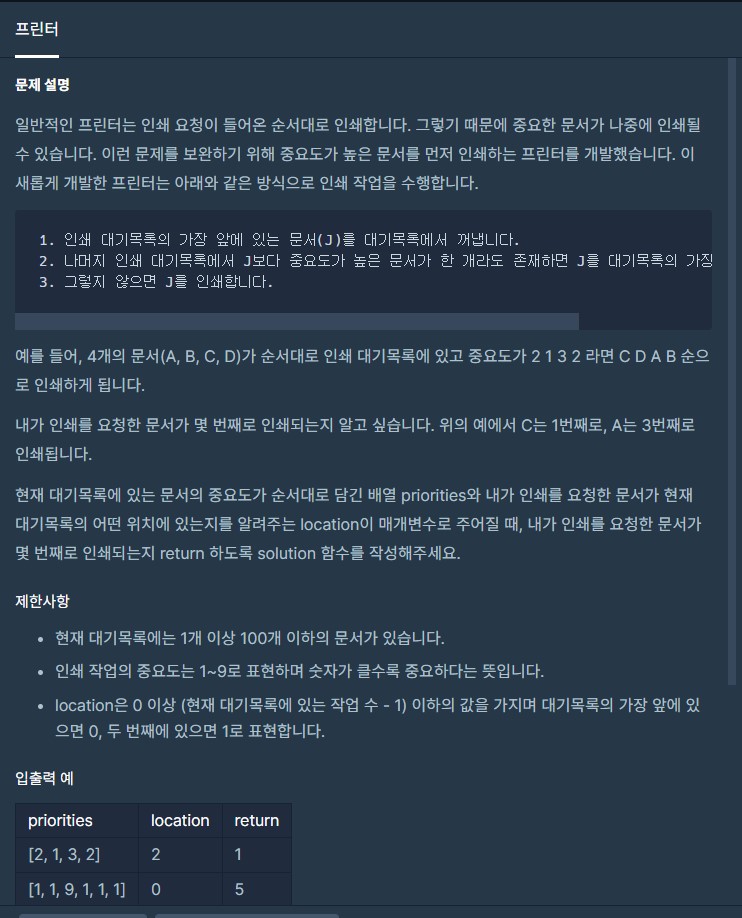 프린터
문제 설명
일반적인 프린터는 인쇄 요청이 들어온 순서대로 인쇄합니다. 그렇기 때문에 중요한 문서가 나중에 인쇄될
수 있습니다. 이런 문제를 보완하기 위해 중요도가 높은 문서를 먼저 인쇄하는 프린터를 개발했습니다. 이
새롭게 개발한 프린터는 아래와 같은 방식으로 인쇄 작업을 수행합니다.
1. 인쇄 대기목록의 가장 앞에 있는 문서(J)를 대기목록에서 꺼냅니다.
2. 나머지 인쇄 대기목록에서 J보다 중요도가 높은 문서가 한 개라도 존재하면 J를 대기목록의 가장
3. 그렇지 않으면 J를 인쇄합니다.
예를 들어, 4개의 문서(A, B, C, D)가 순서대로 인쇄 대기목록에 있고 중요도가 2 1 3 2 라면 C D A B 순으
로 인쇄하게 됩니다.
내가 인쇄를 요청한 문서가 몇 번째로 인쇄되는지 알고 싶습니다. 위의 예에서 C는 1번째로, A는 3번째로
인쇄됩니다.
현재 대기목록에 있는 문서의 중요도가 순서대로 담긴 배열 priorities와 내가 인쇄를 요청한 문서가 현재
대기목록의 어떤 위치에 있는지를 알려주는 location이 매개변수로 주어질 때, 내가 인쇄를 요청한 문서가
몇 번째로 인쇄되는지 return 하도록 solution 함수를 작성해주세요.
제한사항
• 현재 대기목록에는 1개 이상 100개 이하의 문서가 있습니다.
• 인쇄 작업의 중요도는 1~9로 표현하며 숫자가 클수록 중요하다는 뜻입니다.
• location은 0 이상 (현재 대기목록에 있는 작업 수 - 1) 이하의 값을 가지며 대기목록의 가장 앞에 있
으면 0, 두 번째에 있으면 1로 표현합니다.
입출력 예
priorities location return
[2, 1, 3, 2] 2 1
[1, 1, 9, 1, 1, 1] 0 5